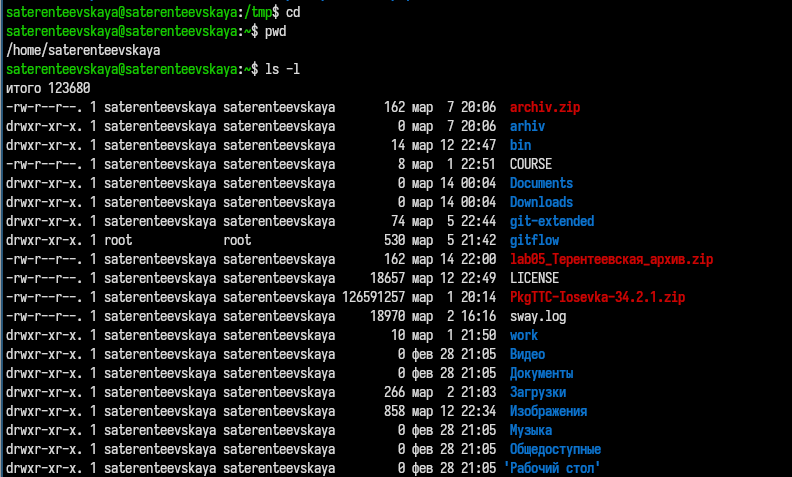 saterenteevskaya@saterenteevskaya:/tmp$ cd
saterenteevskaya@saterenteevskaya:~$ pwd
/home/saterenteevskaya
saterenteevskaya@saterenteevskaya:~$ ls -l
итого 123680
-rw-r--r--. 1 saterenteevskaya saterenteevskaya       162 мар  7 20:06  archiv.zip
drwxr-xr-x. 1 saterenteevskaya saterenteevskaya         0 мар  7 20:06  arhiv
drwxr-xr-x. 1 saterenteevskaya saterenteevskaya        14 мар 12 22:47  bin
-rw-r--r--. 1 saterenteevskaya saterenteevskaya         8 мар  1 22:51  COURSE
drwxr-xr-x. 1 saterenteevskaya saterenteevskaya         0 мар 14 00:04  Documents
drwxr-xr-x. 1 saterenteevskaya saterenteevskaya         0 мар 14 00:04  Downloads
drwxr-xr-x. 1 saterenteevskaya saterenteevskaya        74 мар  5 22:44  git-extended
drwxr-xr-x. 1 root             root                   530 мар  5 21:42  gitflow
-rw-r--r--. 1 saterenteevskaya saterenteevskaya       162 мар 14 22:00  lab05_Терентеевская_архив.zip
-rw-r--r--. 1 saterenteevskaya saterenteevskaya     18657 мар 12 22:49  LICENSE
-rw-r--r--. 1 saterenteevskaya saterenteevskaya 126591257 мар  1 20:14  PkgTTC-Iosevka-34.2.1.zip
-rw-r--r--. 1 saterenteevskaya saterenteevskaya     18970 мар  2 16:16  sway.log
drwxr-xr-x. 1 saterenteevskaya saterenteevskaya        10 мар  1 21:50  work
drwxr-xr-x. 1 saterenteevskaya saterenteevskaya         0 фев 28 21:05  Видео
drwxr-xr-x. 1 saterenteevskaya saterenteevskaya         0 фев 28 21:05  Документы
drwxr-xr-x. 1 saterenteevskaya saterenteevskaya       266 мар  2 21:03  Загрузки
drwxr-xr-x. 1 saterenteevskaya saterenteevskaya       858 мар 12 22:34  Изображения
drwxr-xr-x. 1 saterenteevskaya saterenteevskaya         0 фев 28 21:05  Музыка
drwxr-xr-x. 1 saterenteevskaya saterenteevskaya         0 фев 28 21:05  Общедоступные
drwxr-xr-x. 1 saterenteevskaya saterenteevskaya         0 фев 28 21:05 'Рабочий стол'